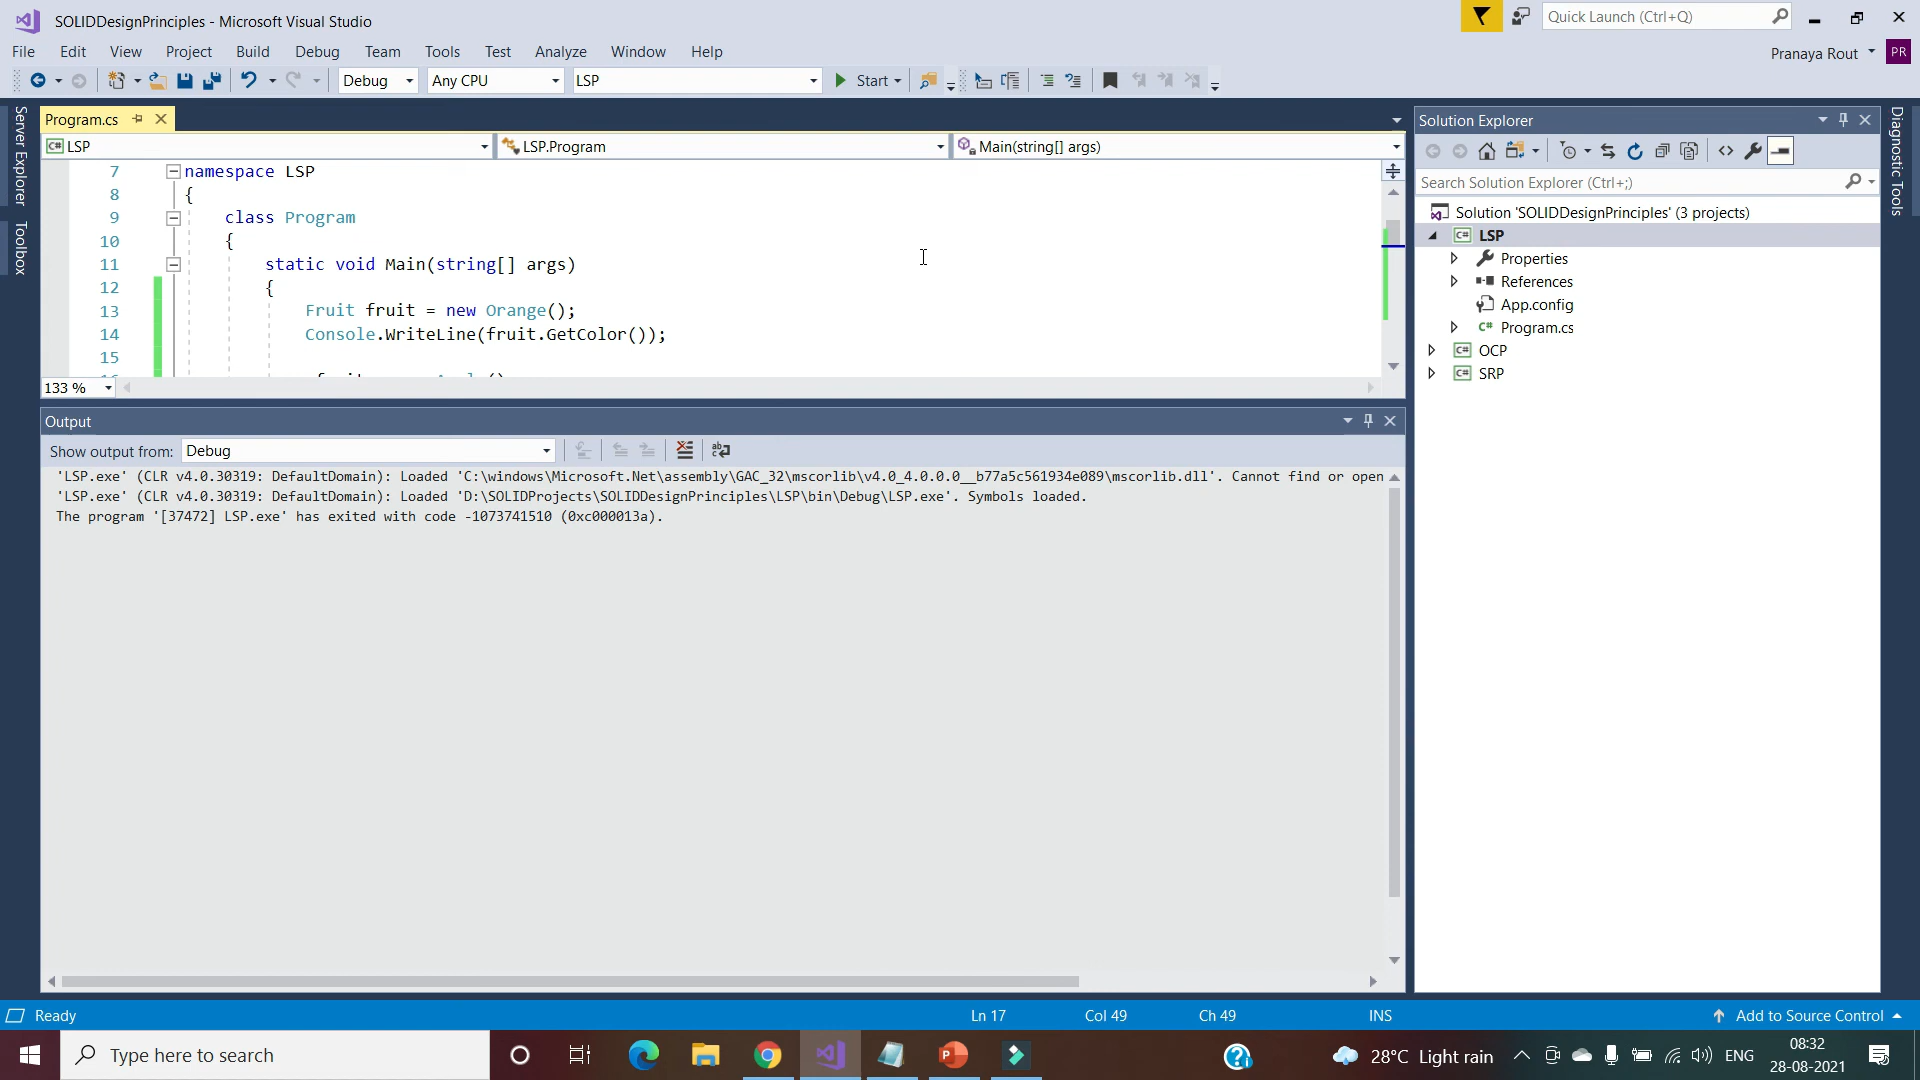 SOLIDDesignPrinciples - Microsoft Visual Studio
Quick Launch (Ctrl+Q)
File Edit View Project Build Debug Team Tools Test Analyze Window Help
Pranaya Rout PR
Debug Any CPU LSP Start
Server Explorer
Toolbox
Program.cs
LSP LSP.Program Main(string[] args)
7 namespace LSP
8 {
9 class Program
10 {
11 static void Main(string[] args)
12 {
13 Fruit fruit = new Orange();
14 Console.WriteLine(fruit.GetColor());
15
133 %
Output
Show output from: Debug
'LSP.exe' (CLR v4.0.30319: DefaultDomain): Loaded 'C:\windows\Microsoft.Net\assembly\GAC_32\mscorlib\v4.0_4.0.0.0__b77a5c561934e089\mscorlib.dll'. Cannot find or open
'LSP.exe' (CLR v4.0.30319: DefaultDomain): Loaded 'D:\SOLIDProjects\SOLIDDesignPrinciples\LSP\bin\Debug\LSP.exe'. Symbols loaded.
The program '[37472] LSP.exe' has exited with code -1073741510 (0xc000013a).
Solution Explorer
Search Solution Explorer (Ctrl+;)
Solution 'SOLIDDesignPrinciples' (3 projects)
C# LSP
Properties
References
App.config
C# Program.cs
C# OCP
C# SRP
Diagnostic Tools
Ready Ln 17 Col 49 Ch 49 INS Add to Source Control
Type here to search
28°C Light rain ENG
08:32
28-08-2021